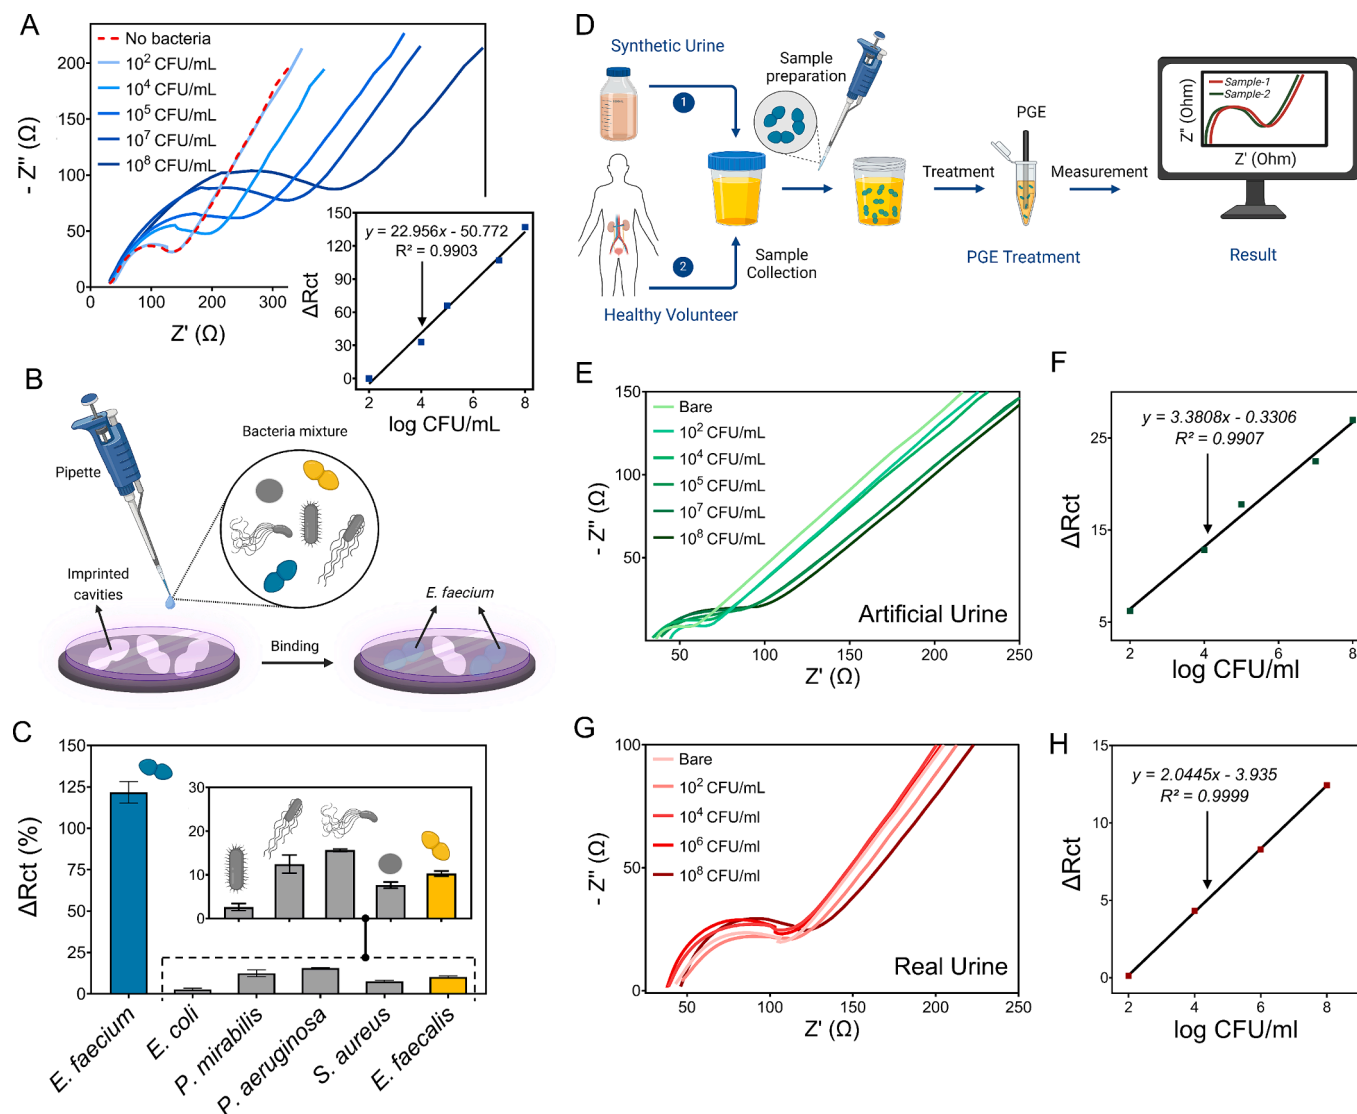 A
No bacteria
10² CFU/mL
10⁴ CFU/mL
10⁵ CFU/mL
10⁷ CFU/mL
10⁸ CFU/mL
200
150
100
50
0
0 100 200 300
- Z" (Ω)
Z' (Ω)
y = 22.956x - 50.772
R² = 0.9903
150
120
90
60
30
0
2 4 6 8
ΔRct
log CFU/mL
B
Pipette
Bacteria mixture
Imprinted
cavities
Binding
E. faecium
C
150
125
100
75
50
25
0
ΔRct (%)
30
20
10
0
E. faecium
E. coli
P. mirabilis
P. aeruginosa
S. aureus
E. faecalis
D
Synthetic Urine
Sample
preparation
1
2
Sample
Collection
Healthy Volunteer
Treatment
PGE
PGE Treatment
Measurement
Sample-1
Sample-2
Z" (Ohm)
Z' (Ohm)
Result
E
Bare
10² CFU/mL
10⁴ CFU/mL
10⁵ CFU/mL
10⁷ CFU/mL
10⁸ CFU/mL
150
100
50
50 100 150 200 250
- Z" (Ω)
Z' (Ω)
Artificial Urine
F
y = 3.3808x - 0.3306
R² = 0.9907
25
15
5
2 4 6 8
ΔRct
log CFU/ml
G
Bare
10² CFU/mL
10⁴ CFU/ml
10⁶ CFU/ml
10⁸ CFU/ml
100
50
0
50 100 150 200 250
- Z" (Ω)
Z' (Ω)
Real Urine
H
y = 2.0445x - 3.935
R² = 0.9999
15
10
5
0
2 4 6 8
ΔRct
log CFU/ml